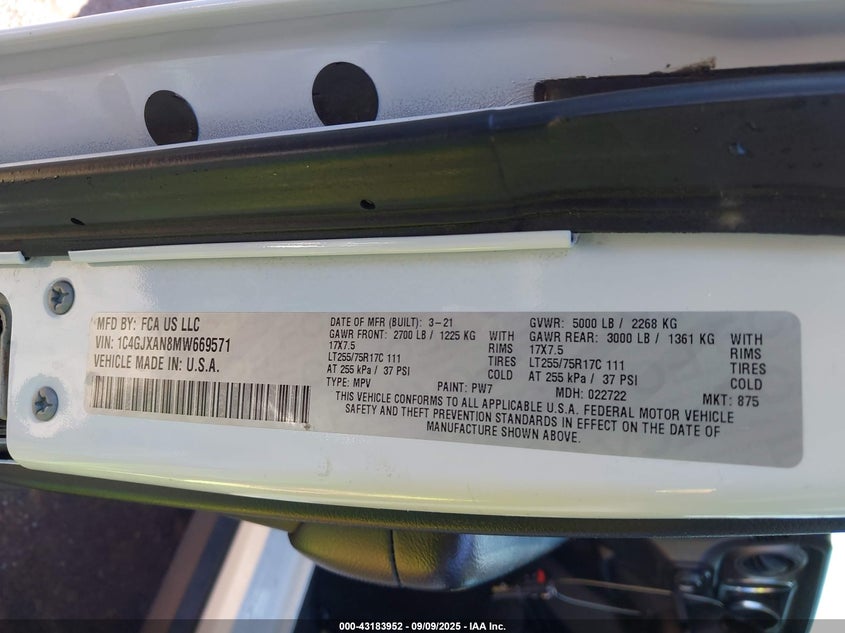 MFD BY: FCA US LLC
VIN: 1C4GJXAN8MW669571
VEHICLE MADE IN: U.S.A.
DATE OF MFR (BUILT): 3-21
GAWR FRONT: 2700 LB / 1225 KG WITH
17X7.5 RIMS
LT255/75R17C 111 TIRES
AT 255 kPa / 37 PSI COLD
GVWR: 5000 LB / 2268 KG
GAWR REAR: 3000 LB / 1361 KG WITH
17X7.5 RIMS
LT255/75R17C 111 TIRES
AT 255 kPa / 37 PSI COLD
TYPE: MPV PAINT: PW7 MDH: 022722 MKT: 875
THIS VEHICLE CONFORMS TO ALL APPLICABLE U.S.A. FEDERAL MOTOR VEHICLE
SAFETY AND THEFT PREVENTION STANDARDS IN EFFECT ON THE DATE OF
MANUFACTURE SHOWN ABOVE.
000-43183952 - 09/09/2025 - IAA Inc.